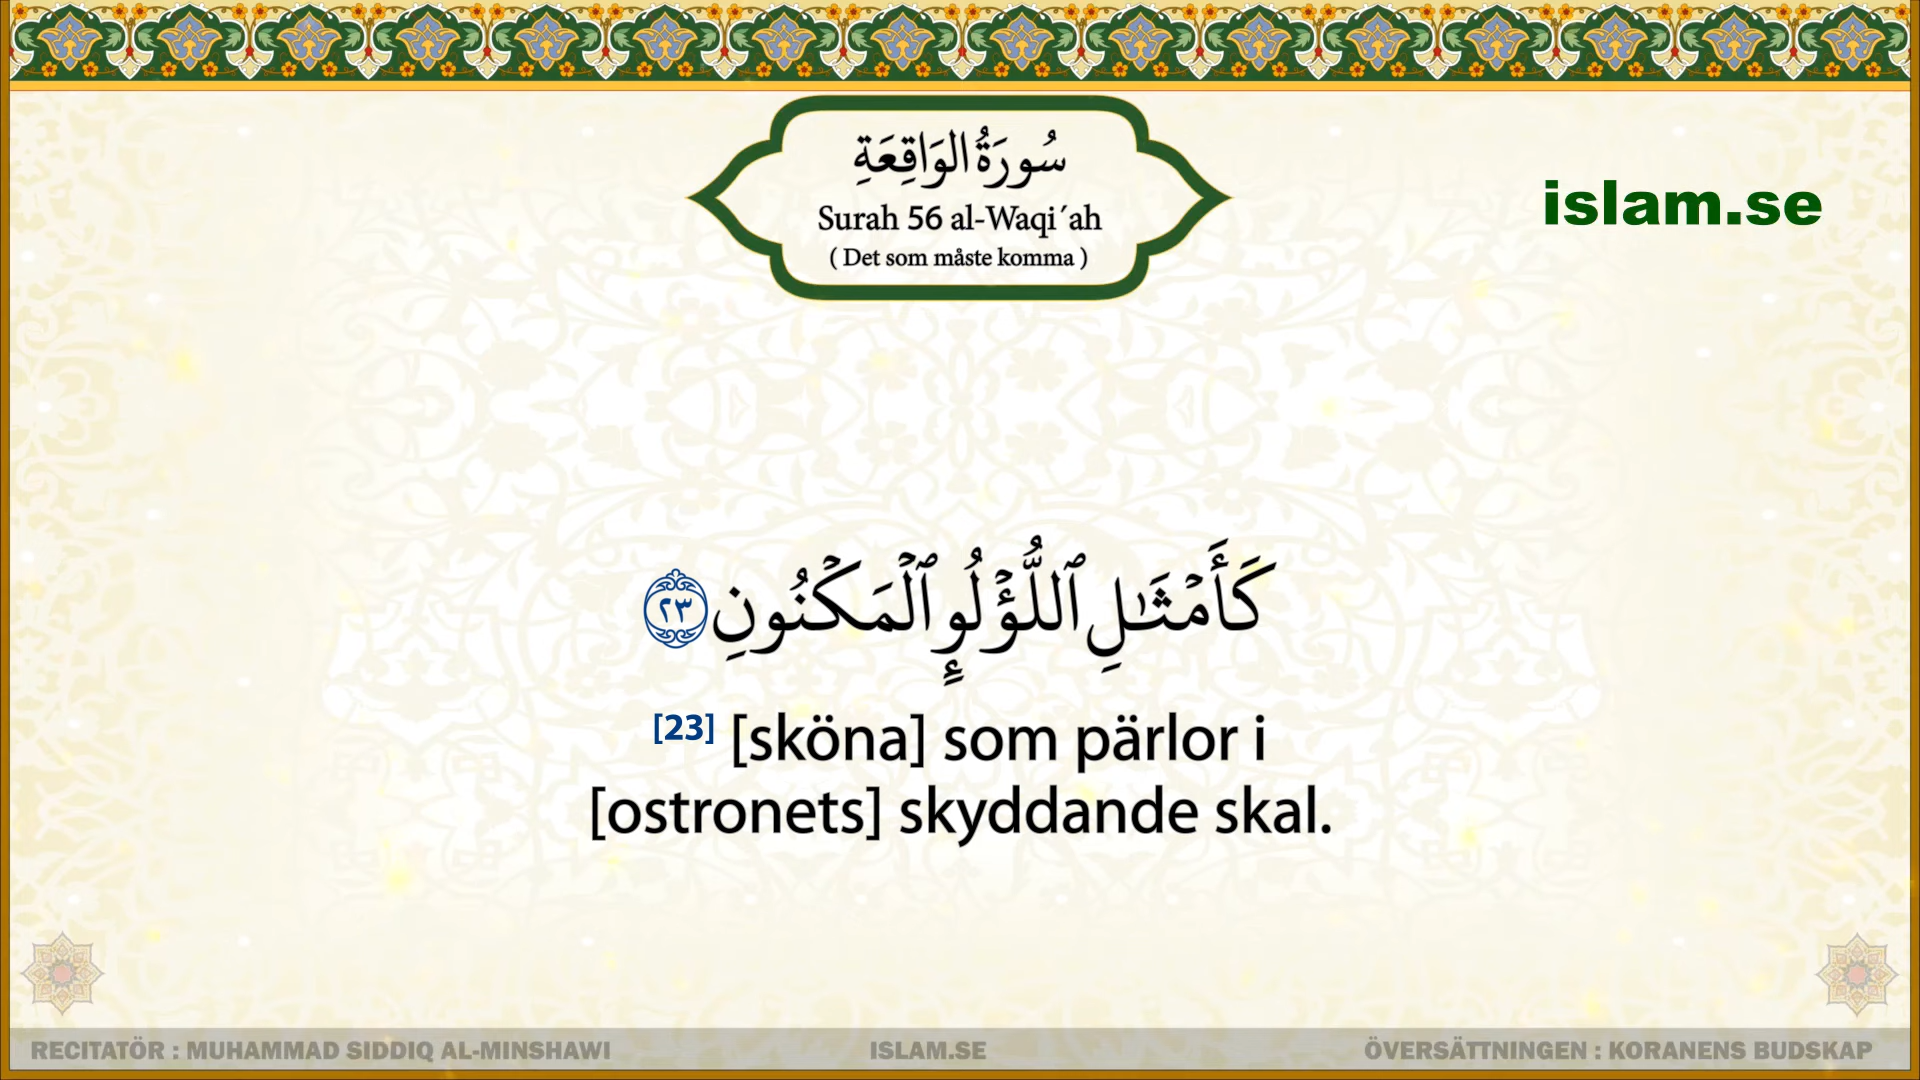 سُورَةُ الوَاقِعَةِ
Surah 56 al-Waqi´ah
( Det som måste komma )
islam.se
كَأَمۡثَٰلِ ٱللُّؤۡلُوِٕ ٱلۡمَكۡنُونِ ٢٣
[23] [sköna] som pärlor i
[ostronets] skyddande skal.
RECITATÖR : MUHAMMAD SIDDIQ AL-MINSHAWI
ISLAM.SE
ÖVERSÄTTNINGEN : KORANENS BUDSKAP